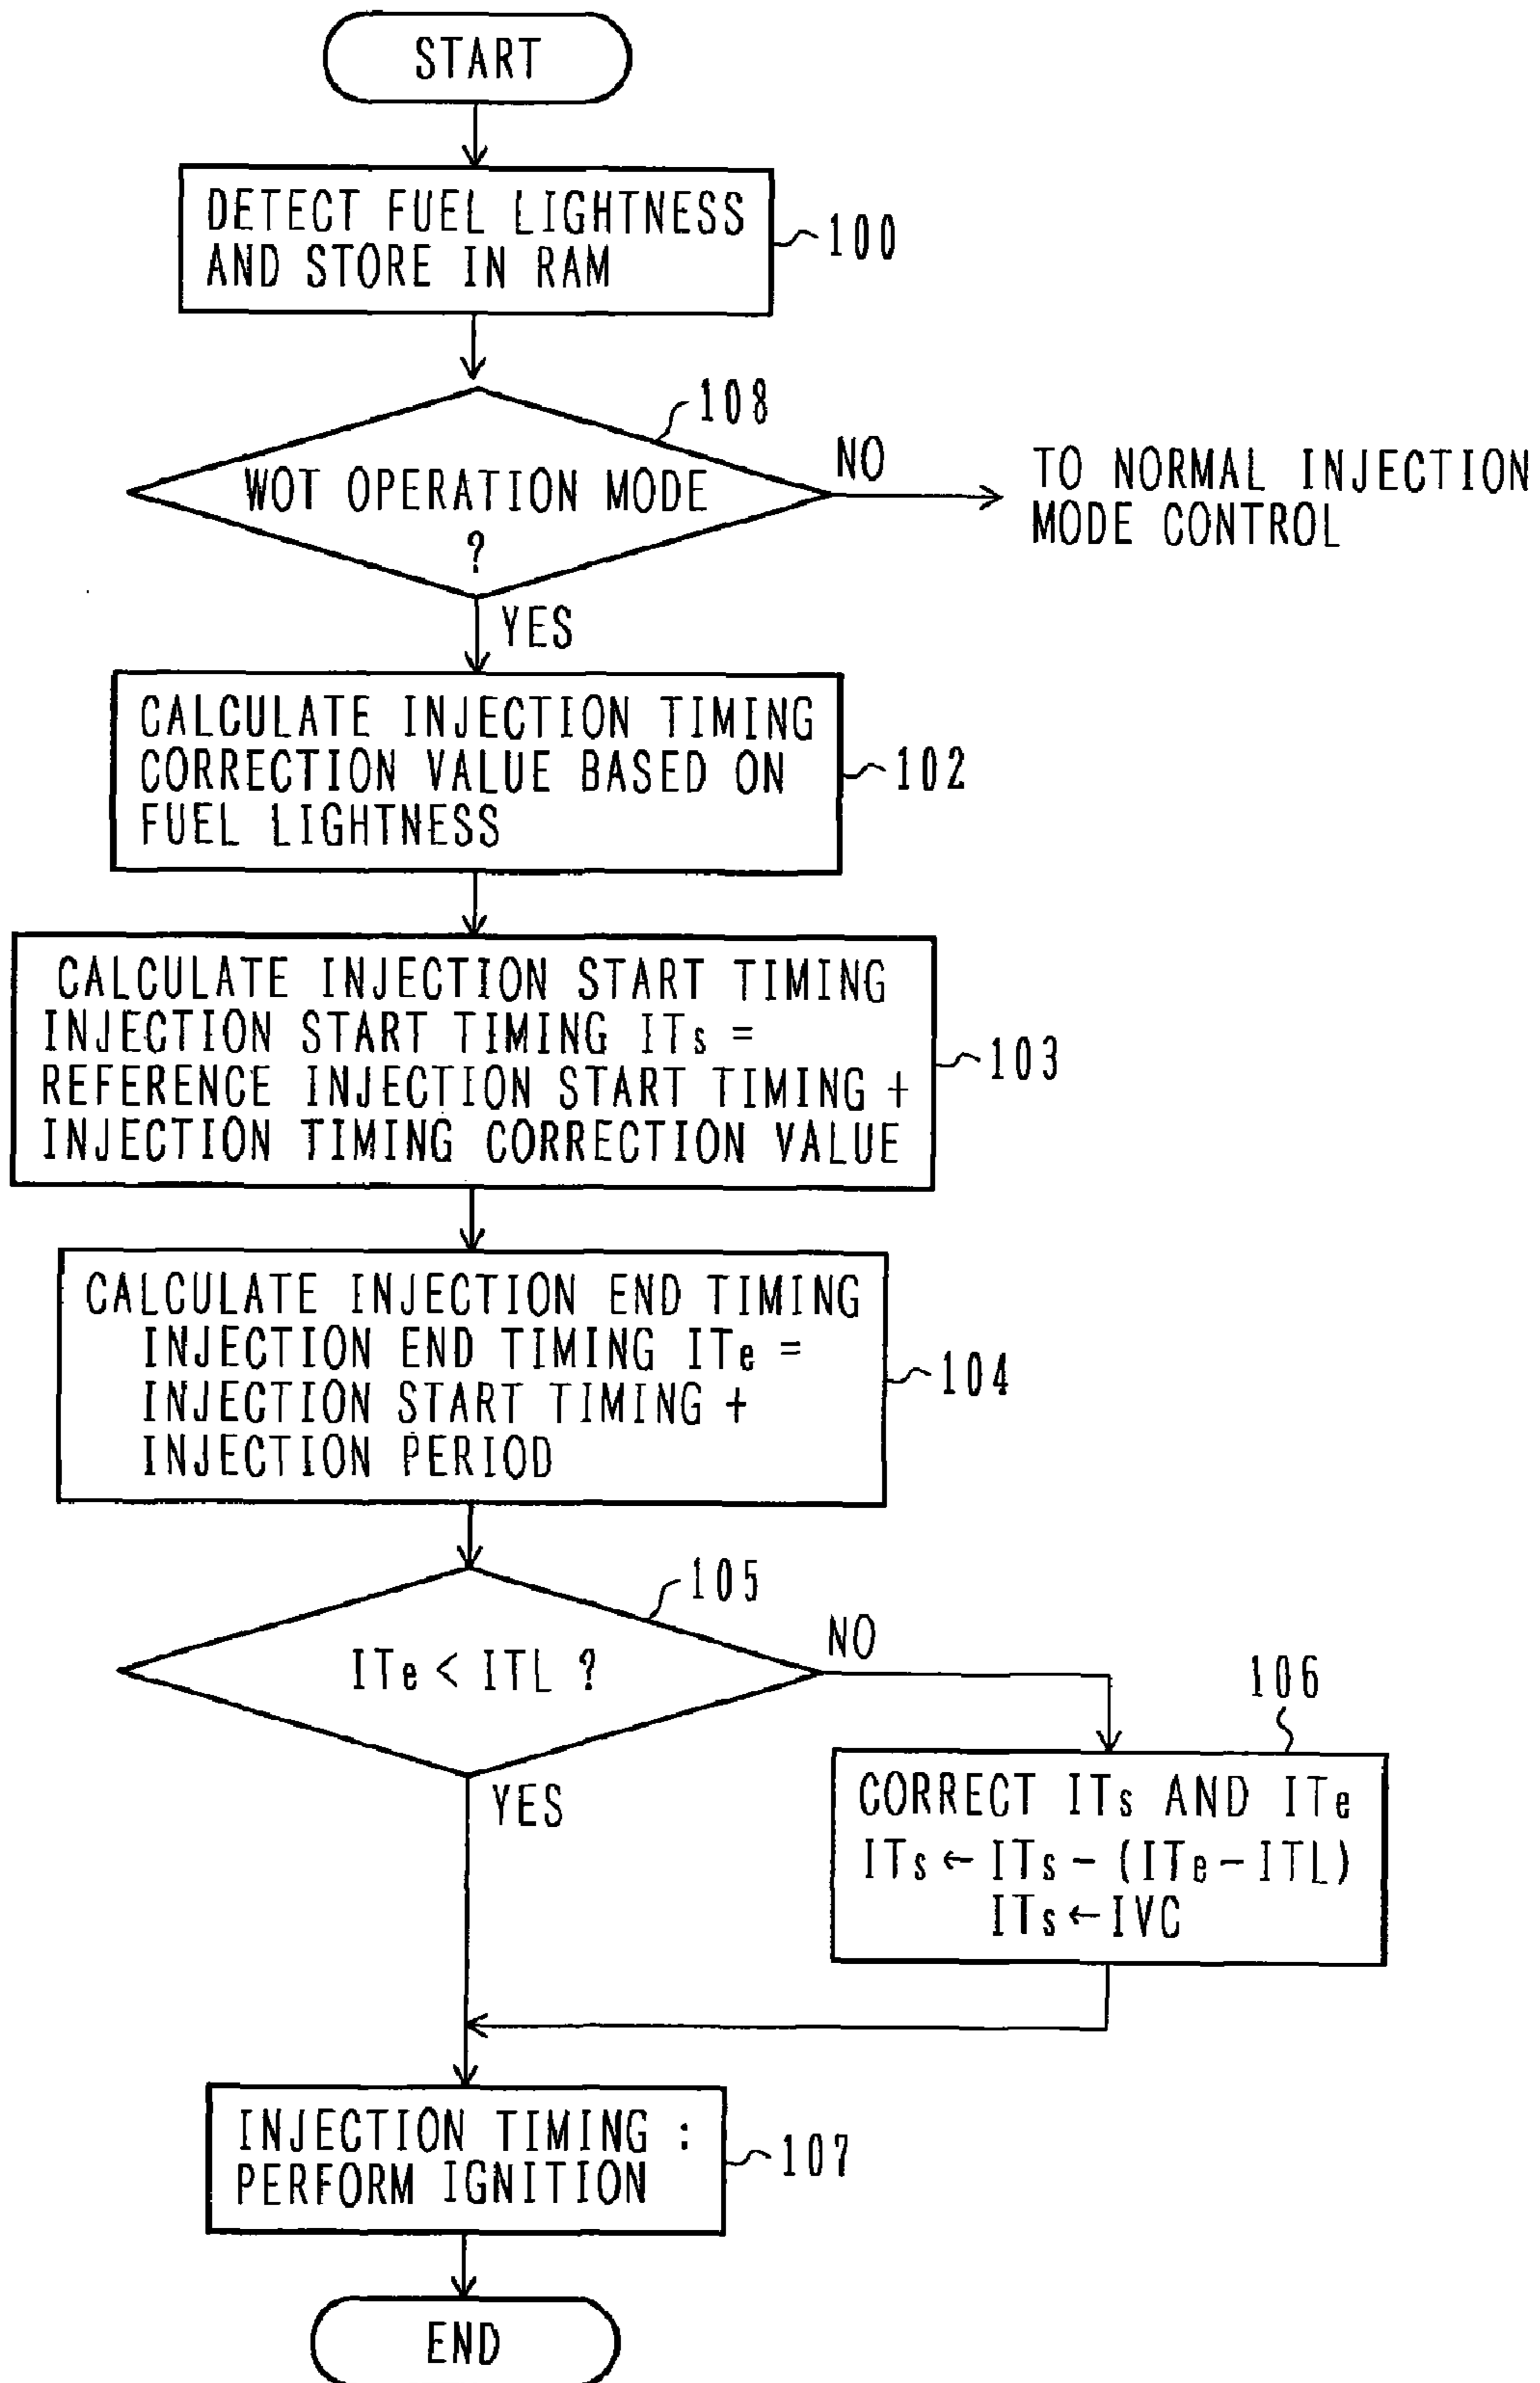 START
DETECT FUEL LIGHTNESS
AND STORE IN RAM
100
108
WOT OPERATION MODE
?
NO
TO NORMAL INJECTION
MODE CONTROL
YES
CALCULATE INJECTION TIMING
CORRECTION VALUE BASED ON
FUEL LIGHTNESS
102
CALCULATE INJECTION START TIMING
INJECTION START TIMING ITs =
REFERENCE INJECTION START TIMING +
INJECTION TIMING CORRECTION VALUE
103
CALCULATE INJECTION END TIMING
INJECTION END TIMING ITe =
INJECTION START TIMING +
INJECTION PERIOD
104
105
ITe < ITL ?
NO
YES
106
CORRECT ITs AND ITe
ITs ← ITs - (ITe - ITL)
ITs ← IVC
INJECTION TIMING :
PERFORM IGNITION
107
END